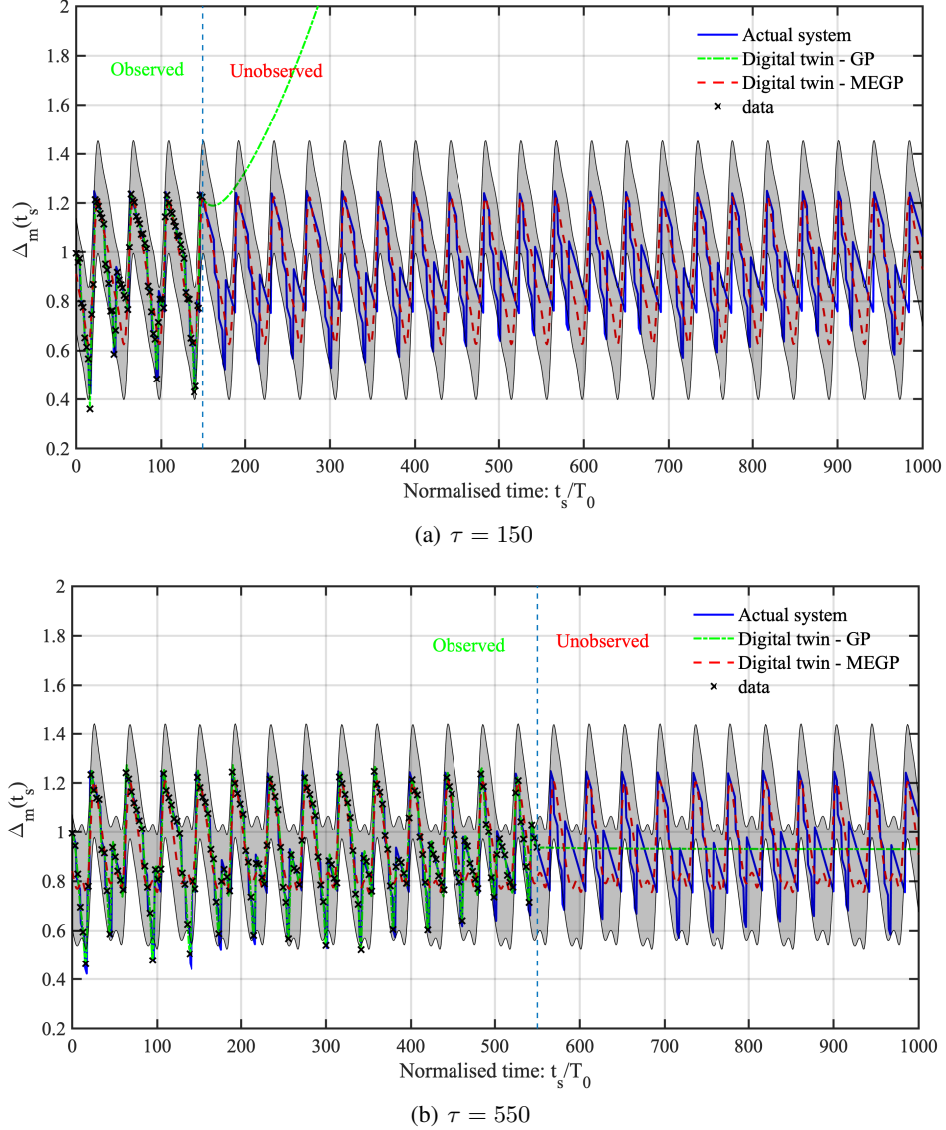 2
1.8
1.6
1.4
1.2
1
0.8
0.6
0.4
0.2
Δm(ts)
Observed
Unobserved
Actual system
Digital twin - GP
Digital twin - MEGP
data
0 100 200 300 400 500 600 700 800 900 1000
Normalised time: ts/T0
(a) τ = 150
2
1.8
1.6
1.4
1.2
1
0.8
0.6
0.4
0.2
Δm(ts)
Observed
Unobserved
Actual system
Digital twin - GP
Digital twin - MEGP
data
0 100 200 300 400 500 600 700 800 900 1000
Normalised time: ts/T0
(b) τ = 550